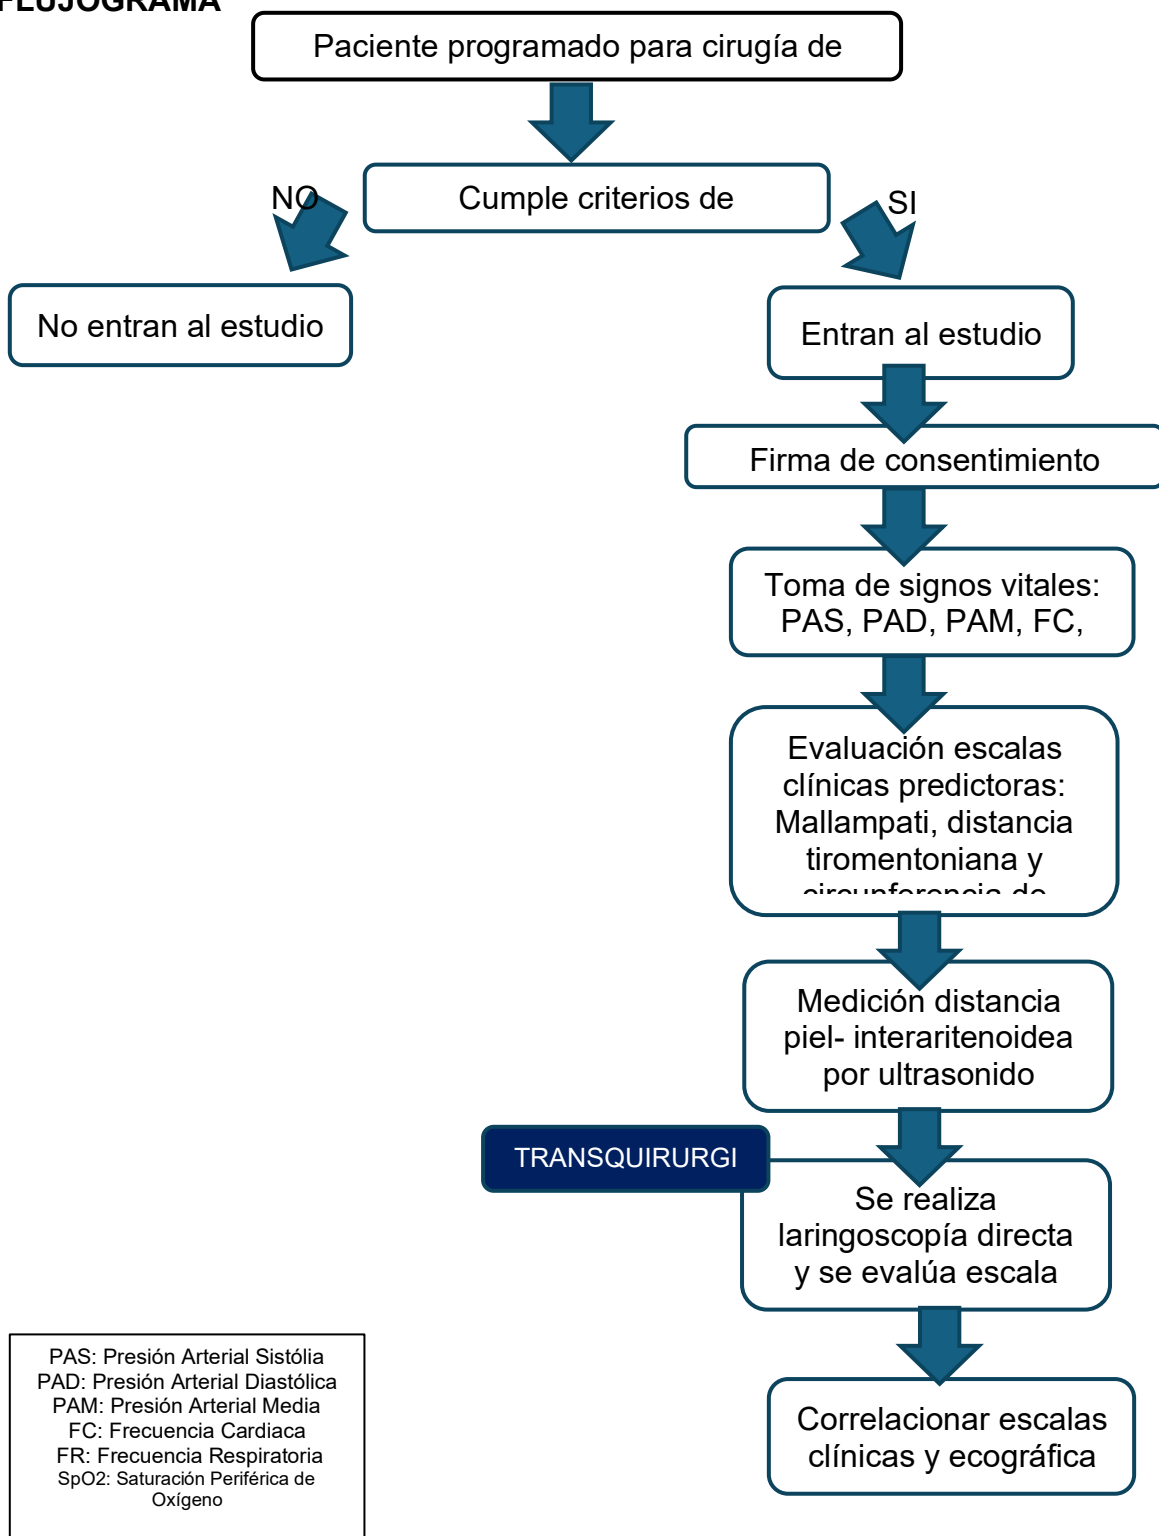 FLUJOGRAMA
Paciente programado para cirugía de
Cumple criterios de
NO
SI
No entran al estudio
Entran al estudio
Firma de consentimiento
Toma de signos vitales:
PAS, PAD, PAM, FC,
Evaluación escalas
clínicas predictoras:
Mallampati, distancia
tiromentoniana y
circunferencia de
Medición distancia
piel- interaritenoidea
por ultrasonido
TRANSQUIRURGI
Se realiza
laringoscopía directa
y se evalúa escala
Correlacionar escalas
clínicas y ecográfica
PAS: Presión Arterial Sistólia
PAD: Presión Arterial Diastólica
PAM: Presión Arterial Media
FC: Frecuencia Cardiaca
FR: Frecuencia Respiratoria
SpO2: Saturación Periférica de
Oxígeno